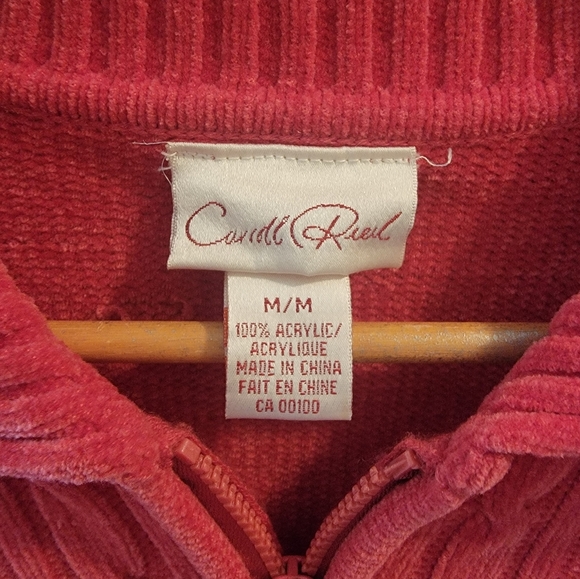 Carroll Reed
M/M
100% ACRYLIC/
ACRYLIQUE
MADE IN CHINA
FAIT EN CHINE
CA 00100